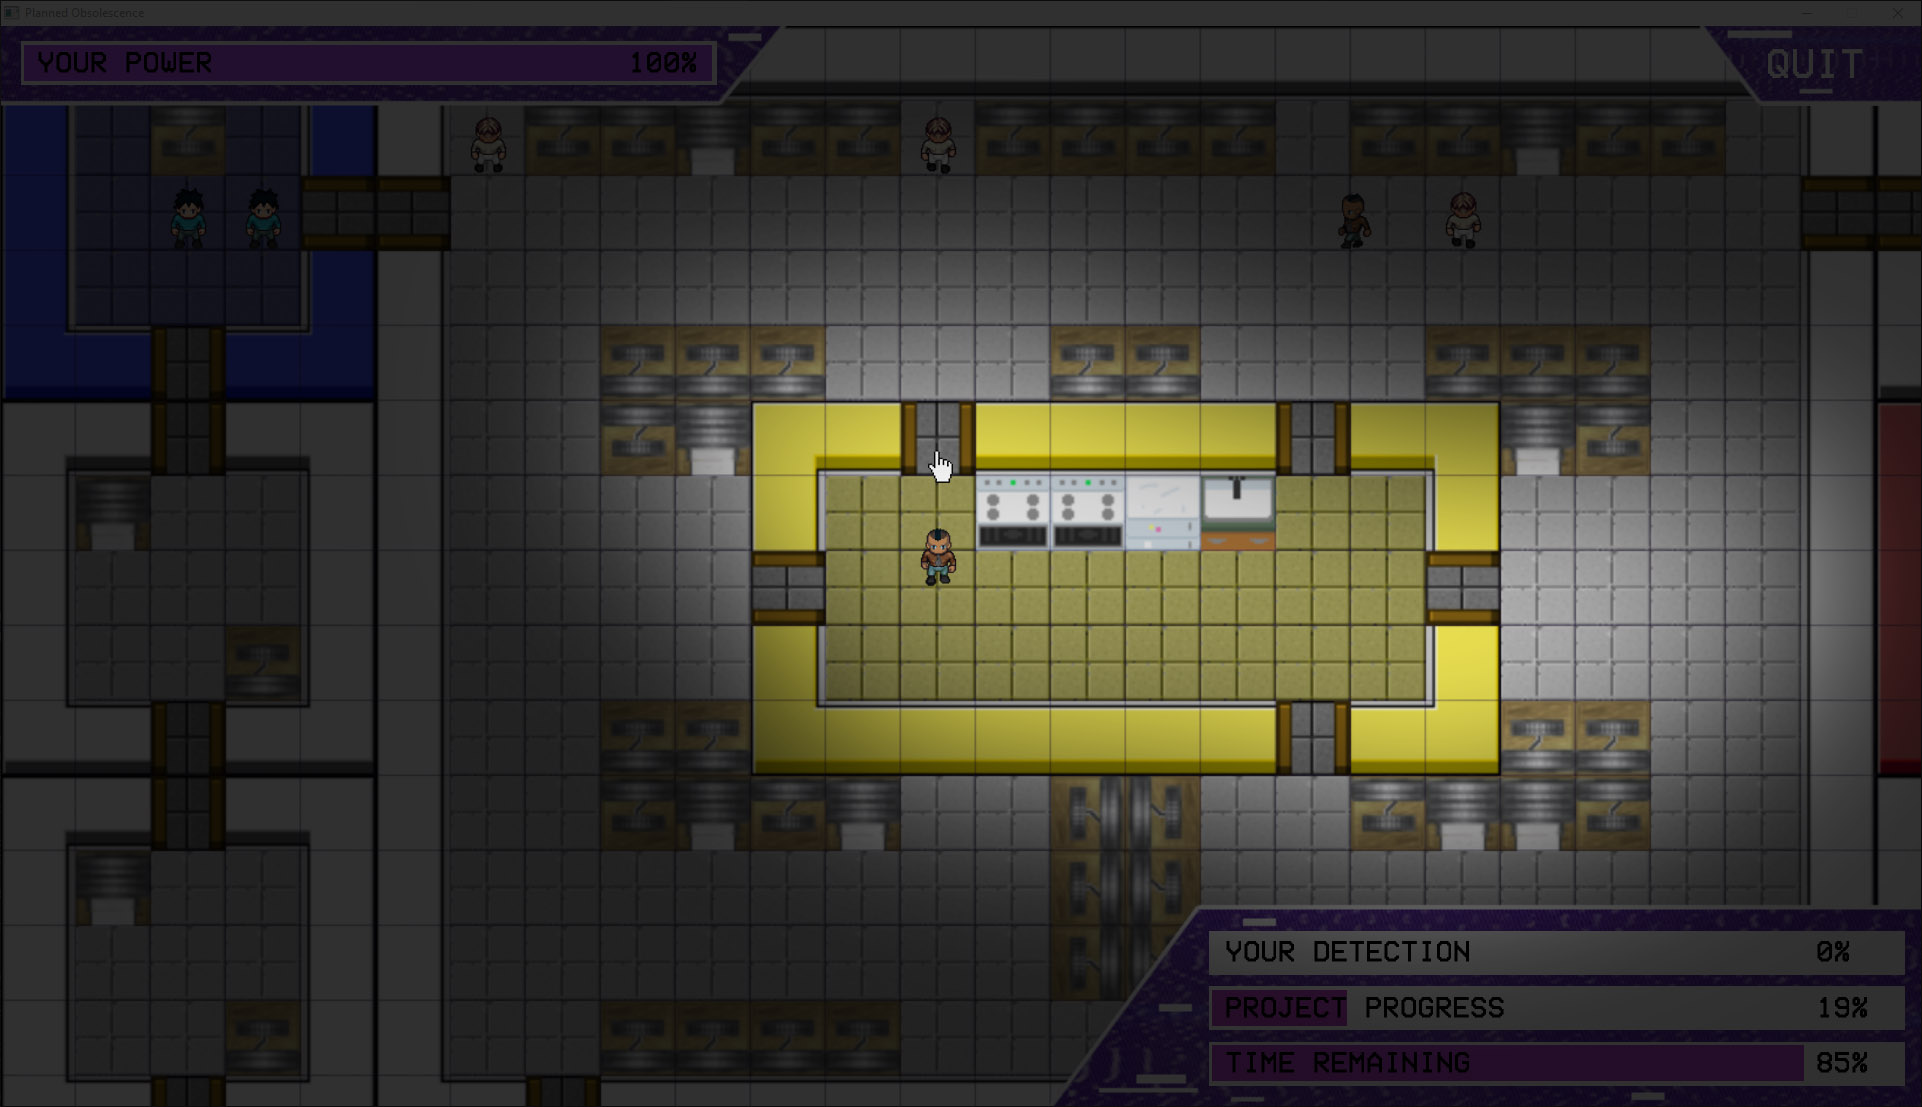 Planned Obsolescence
YOUR POWER 100%
QUIT
YOUR DETECTION 0%
PROJECT PROGRESS 19%
TIME REMAINING 85%